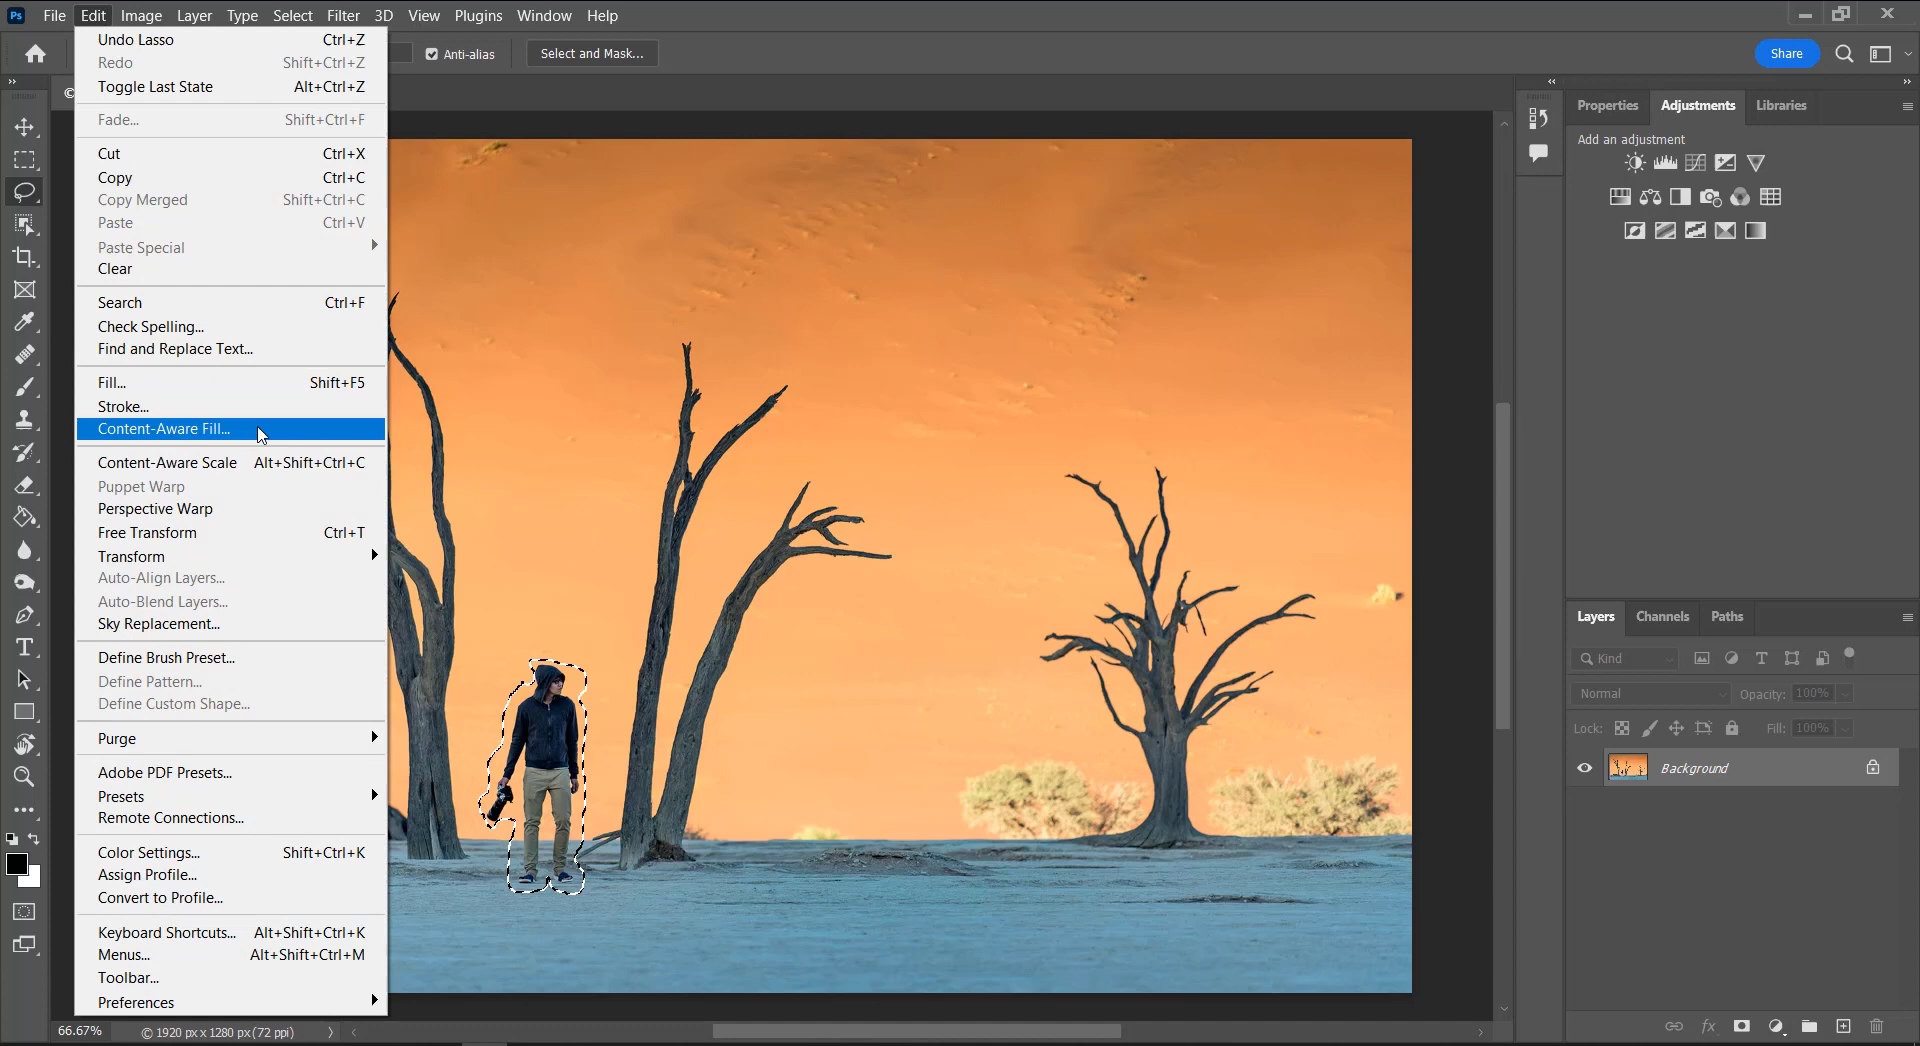 Ps File Edit Image Layer Type Select Filter 3D View Plugins Window Help
Anti-alias Select and Mask... Share
©
Undo Lasso Ctrl+Z
Redo Shift+Ctrl+Z
Toggle Last State Alt+Ctrl+Z
Fade... Shift+Ctrl+F
Cut Ctrl+X
Copy Ctrl+C
Copy Merged Shift+Ctrl+C
Paste Ctrl+V
Paste Special
Clear
Search Ctrl+F
Check Spelling...
Find and Replace Text...
Fill... Shift+F5
Stroke...
Content-Aware Fill...
Content-Aware Scale Alt+Shift+Ctrl+C
Puppet Warp
Perspective Warp
Free Transform Ctrl+T
Transform
Auto-Align Layers...
Auto-Blend Layers...
Sky Replacement...
Define Brush Preset...
Define Pattern...
Define Custom Shape...
Purge
Adobe PDF Presets...
Presets
Remote Connections...
Color Settings... Shift+Ctrl+K
Assign Profile...
Convert to Profile...
Keyboard Shortcuts... Alt+Shift+Ctrl+K
Menus... Alt+Shift+Ctrl+M
Toolbar...
Preferences
66.67% © 1920 px x 1280 px (72 ppi)
Properties Adjustments Libraries
Add an adjustment
Layers Channels Paths
Kind
Normal Opacity: 100%
Lock: Fill: 100%
Background
fx